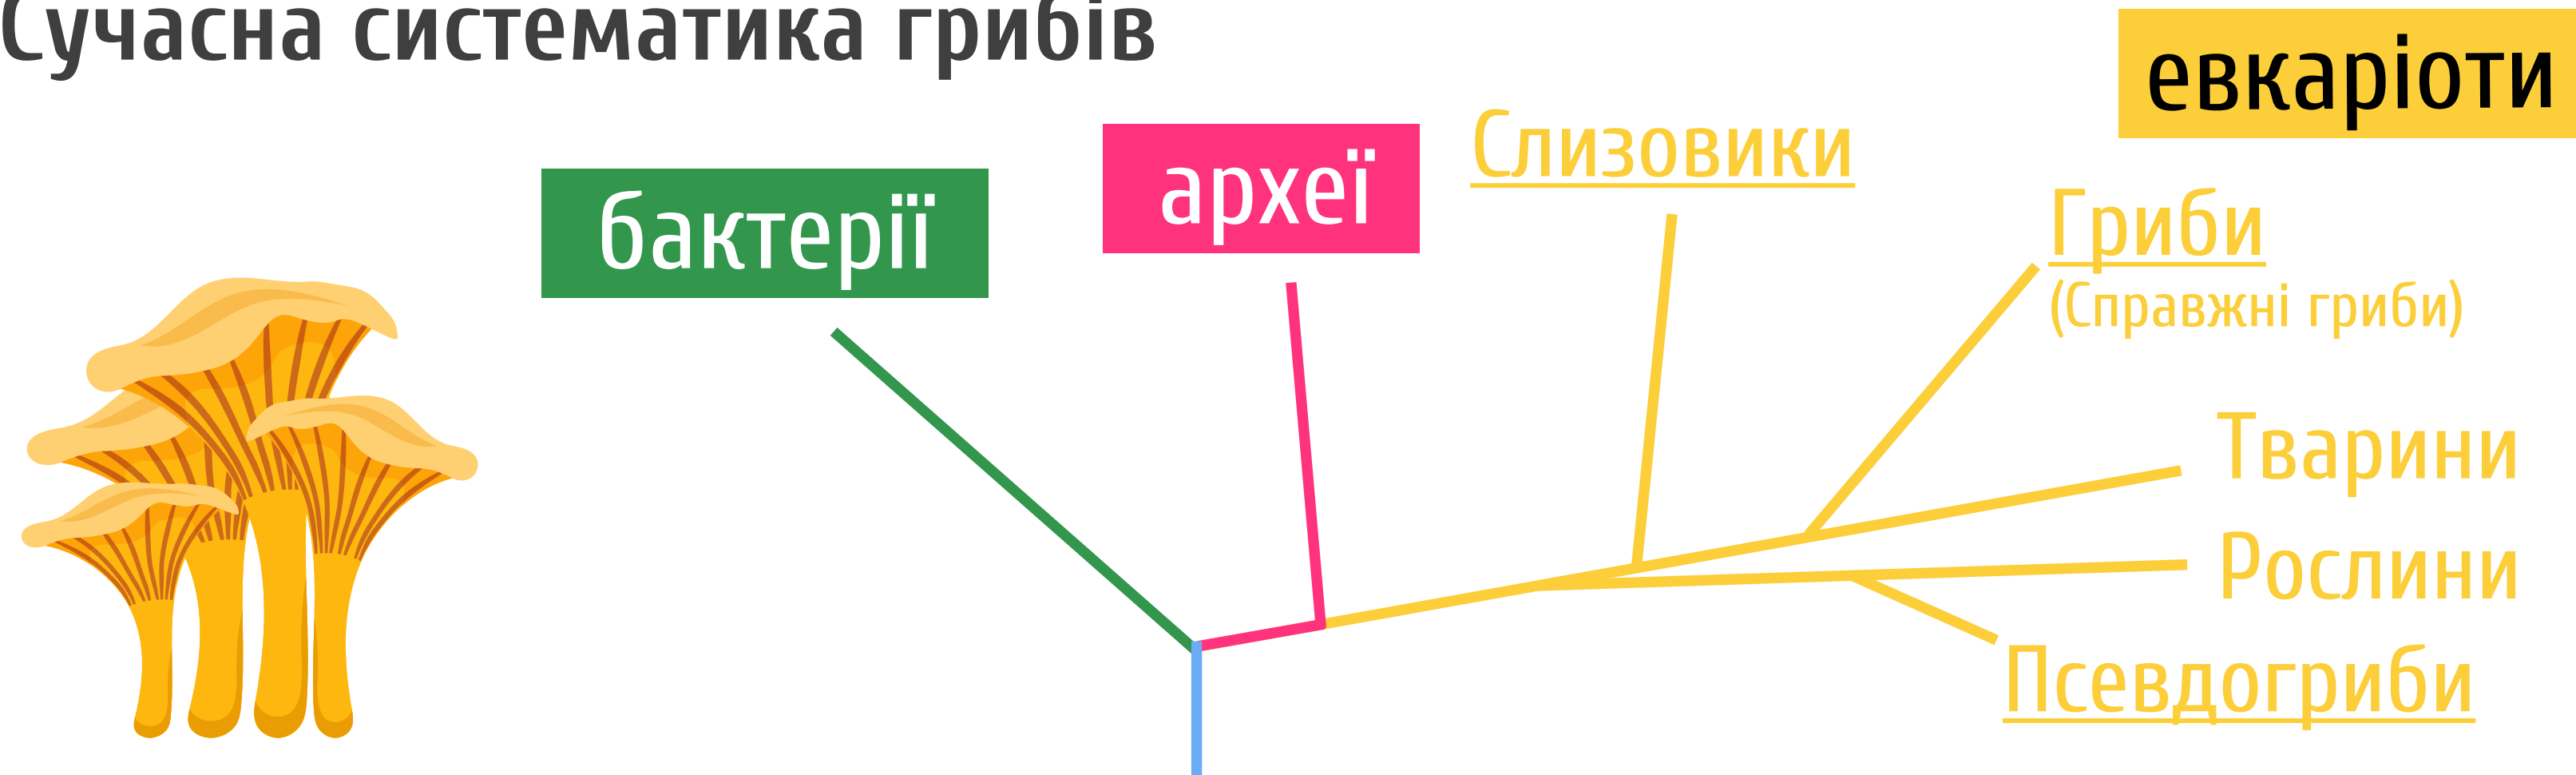 Сучасна систематика грибів
евкаріоти
бактерії
археї
Слизовики
Гриби
(Справжні гриби)
Тварини
Рослини
Псевдогриби